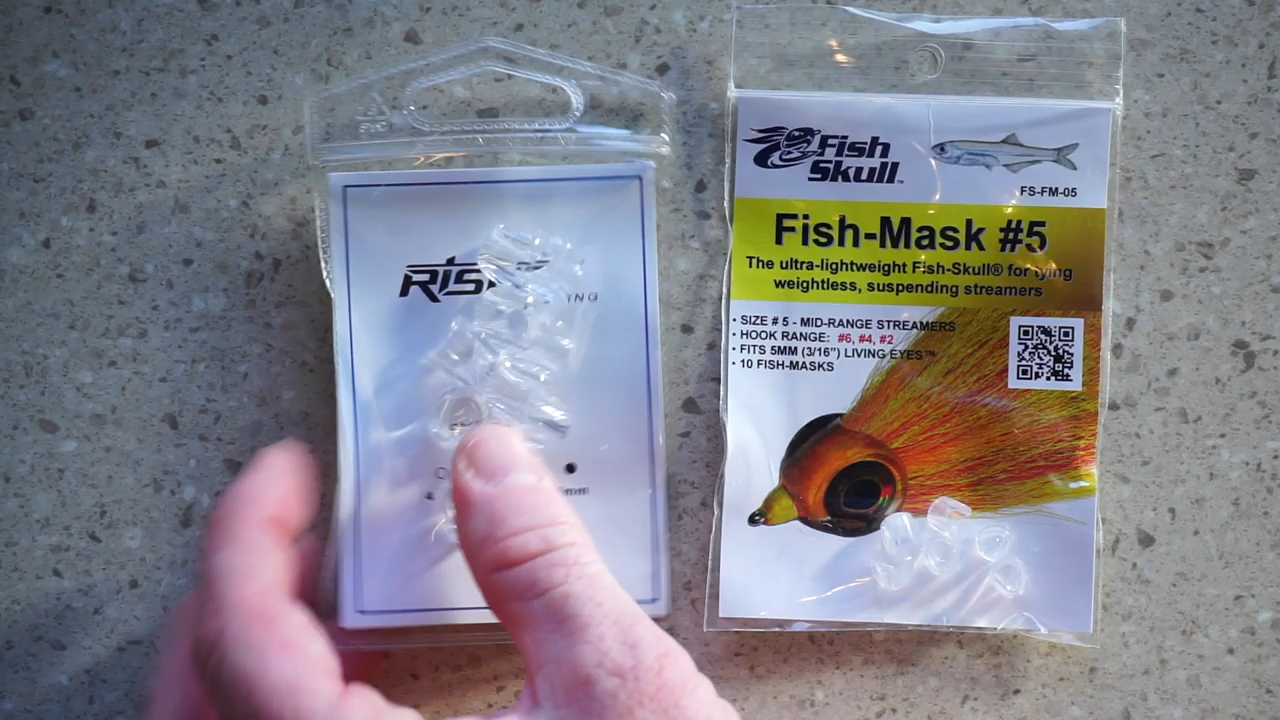 Fish
Skull™
FS-FM-05
Fish-Mask #5
The ultra-lightweight Fish-Skull® for tying
weightless, suspending streamers
• SIZE # 5 - MID-RANGE STREAMERS
• HOOK RANGE: #6, #4, #2
• FITS 5MM (3/16") LIVING EYES™
• 10 FISH-MASKS